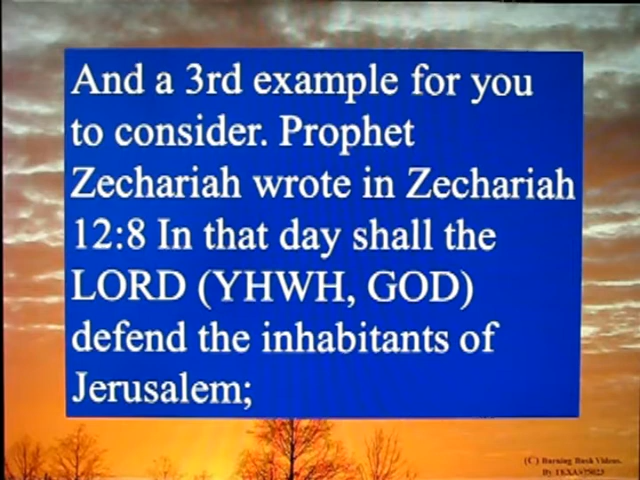 And a 3rd example for you
to consider. Prophet
Zechariah wrote in Zechariah
12:8 In that day shall the
LORD (YHWH, GOD)
defend the inhabitants of
Jerusalem;
(C) Burning Bush Videos.
By